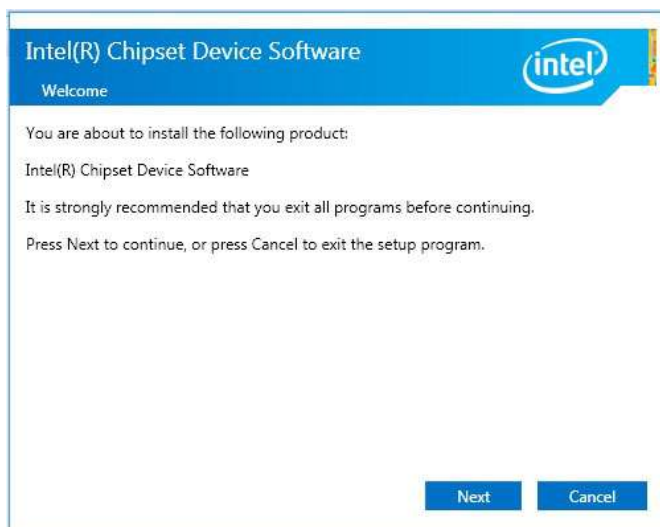 Intel(R) Chipset Device Software
intel
Welcome
You are about to install the following product:
Intel(R) Chipset Device Software
It is strongly recommended that you exit all programs before continuing.
Press Next to continue, or press Cancel to exit the setup program.
Next Cancel